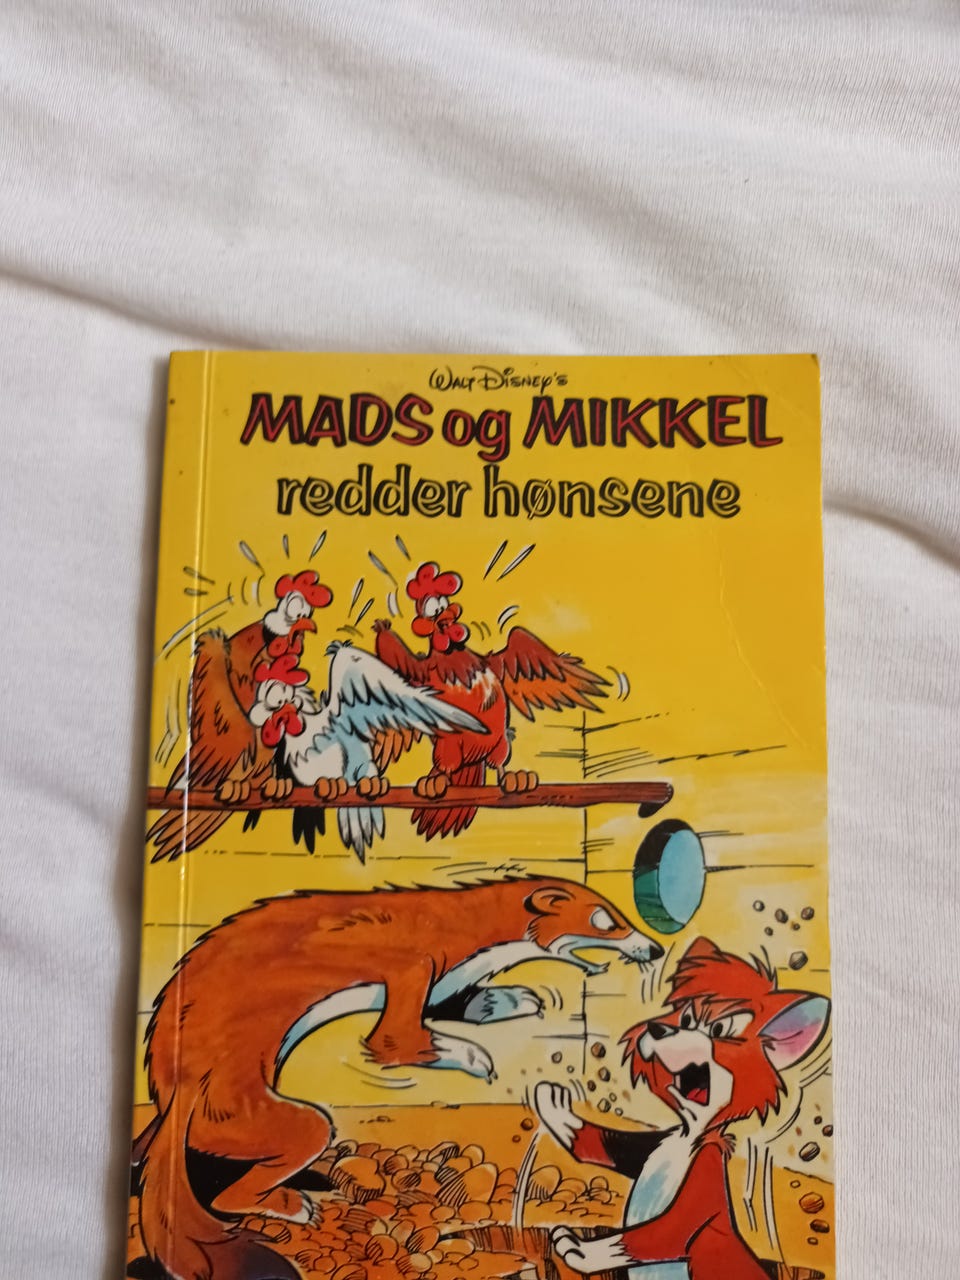 Walt Disney's
MADS og MIKKEL
redder hønsene